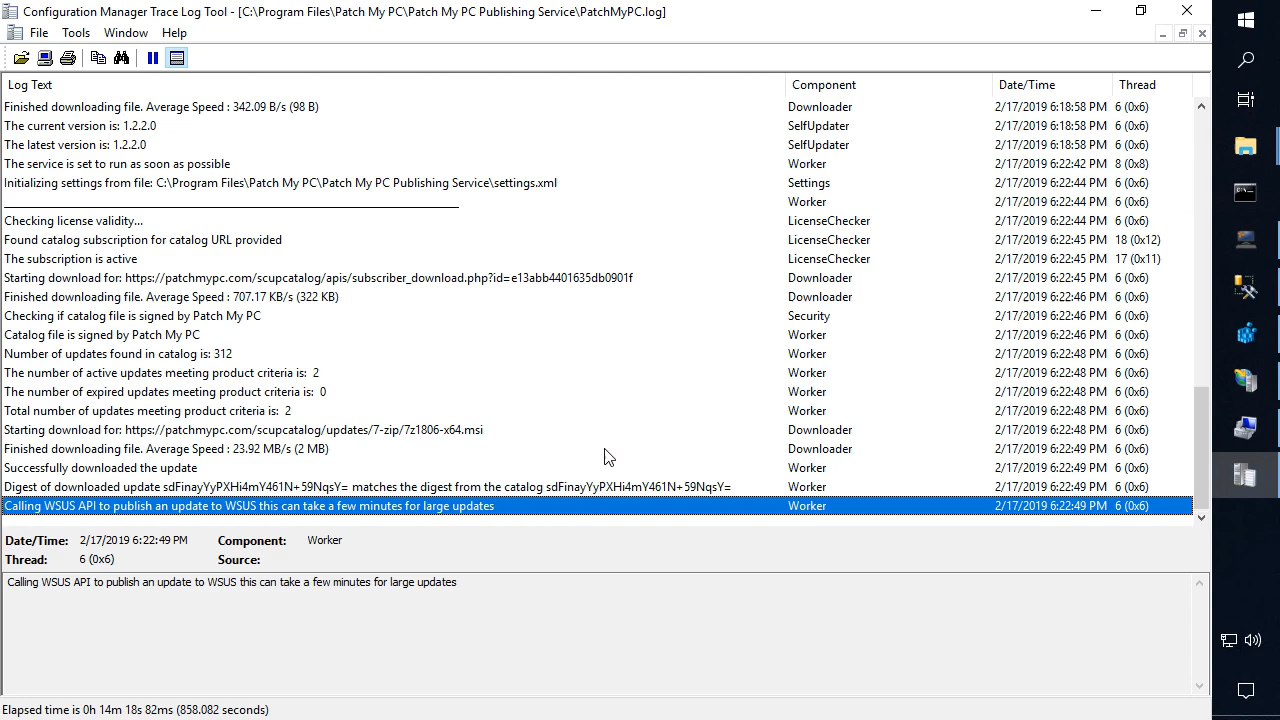 Configuration Manager Trace Log Tool - [C:\Program Files\Patch My PC\Patch My PC Publishing Service\PatchMyPC.log]
File Tools Window Help
Log Text Component Date/Time Thread
Finished downloading file. Average Speed : 342.09 B/s (98 B) Downloader 2/17/2019 6:18:58 PM 6 (0x6)
The current version is: 1.2.2.0 SelfUpdater 2/17/2019 6:18:58 PM 6 (0x6)
The latest version is: 1.2.2.0 SelfUpdater 2/17/2019 6:18:58 PM 6 (0x6)
The service is set to run as soon as possible Worker 2/17/2019 6:22:42 PM 8 (0x8)
Initializing settings from file: C:\Program Files\Patch My PC\Patch My PC Publishing Service\settings.xml Settings 2/17/2019 6:22:44 PM 6 (0x6)
Worker 2/17/2019 6:22:44 PM 6 (0x6)
Checking license validity... LicenseChecker 2/17/2019 6:22:44 PM 6 (0x6)
Found catalog subscription for catalog URL provided LicenseChecker 2/17/2019 6:22:45 PM 18 (0x12)
The subscription is active LicenseChecker 2/17/2019 6:22:45 PM 17 (0x11)
Starting download for: https://patchmypc.com/scupcatalog/apis/subscriber_download.php?id=e13abb4401635db0901f Downloader 2/17/2019 6:22:45 PM 6 (0x6)
Finished downloading file. Average Speed : 707.17 KB/s (322 KB) Downloader 2/17/2019 6:22:46 PM 6 (0x6)
Checking if catalog file is signed by Patch My PC Security 2/17/2019 6:22:46 PM 6 (0x6)
Catalog file is signed by Patch My PC Worker 2/17/2019 6:22:48 PM 6 (0x6)
Number of updates found in catalog is: 312 Worker 2/17/2019 6:22:48 PM 6 (0x6)
The number of active updates meeting product criteria is: 2 Worker 2/17/2019 6:22:48 PM 6 (0x6)
The number of expired updates meeting product criteria is: 0 Worker 2/17/2019 6:22:48 PM 6 (0x6)
Total number of updates meeting product criteria is: 2 Worker 2/17/2019 6:22:48 PM 6 (0x6)
Starting download for: https://patchmypc.com/scupcatalog/updates/7-zip/7z1806-x64.msi Downloader 2/17/2019 6:22:48 PM 6 (0x6)
Finished downloading file. Average Speed : 23.92 MB/s (2 MB) Downloader 2/17/2019 6:22:49 PM 6 (0x6)
Successfully downloaded the update Worker 2/17/2019 6:22:49 PM 6 (0x6)
Digest of downloaded update sdFinayYyPXHi4mY461N+59NqsY= matches the digest from the catalog sdFinayYyPXHi4mY461N+59NqsY= Worker 2/17/2019 6:22:49 PM 6 (0x6)
Calling WSUS API to publish an update to WSUS this can take a few minutes for large updates Worker 2/17/2019 6:22:49 PM 6 (0x6)
Date/Time: 2/17/2019 6:22:49 PM Component: Worker
Thread: 6 (0x6) Source:
Calling WSUS API to publish an update to WSUS this can take a few minutes for large updates
Elapsed time is 0h 14m 18s 82ms (858.082 seconds)